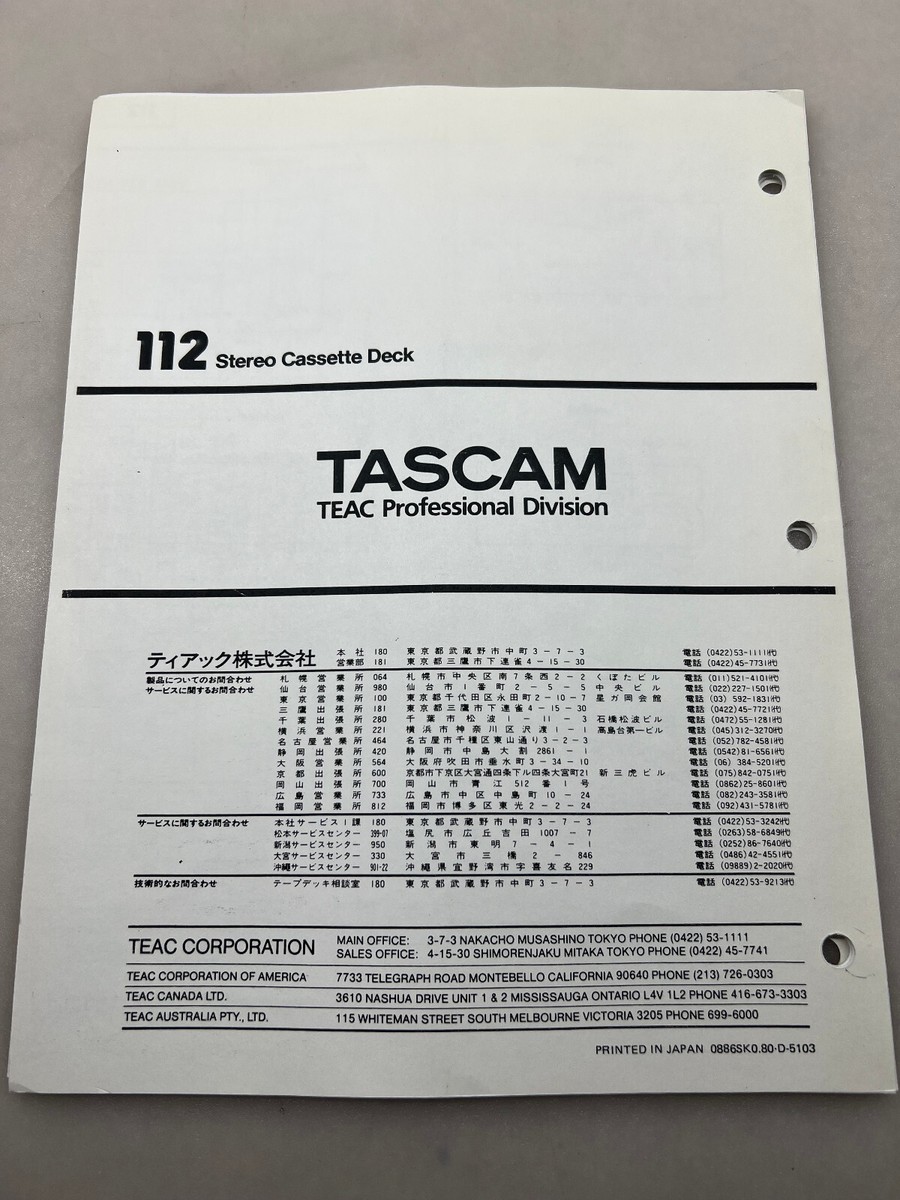 112 Stereo Cassette Deck
TASCAM
TEAC Professional Division
ティアック株式会社 本社 180 東京都武蔵野市中町3-7-3 電話 (0422)53-1111㈹
営業部 181 東京都三鷹市下連雀4-15-30 電話 (0422)45-7731㈹
製品についてのお問合わせ 札幌営業所 064 札幌市中央区南7条西2-2 くぼたビル 電話 (011)521-4101㈹
サービスに関するお問合わせ 仙台営業所 980 仙台市1番町2-5-5 中央ビル 電話 (022)227-1501㈹
東京営業所 100 東京都千代田区永田町2-10-7 星ガ岡会館 電話 (03) 592-1831㈹
三鷹出張所 181 東京都三鷹市下連雀4-15-30 電話 (0422)45-7721㈹
千葉出張所 280 千葉市松波1-11-3 石橋松波ビル 電話 (0472)55-1281㈹
横浜営業所 221 横浜市神奈川区沢渡1-1 高島台第一ビル 電話 (045)312-3270㈹
名古屋営業所 464 名古屋市千種区東山通り3-2-3 電話 (052)782-4581㈹
静岡出張所 420 静岡市中島大割2861-1 電話 (0542)81-6561㈹
大阪営業所 564 大阪府吹田市垂水町3-34-10 電話 (06) 384-5201㈹
京都出張所 600 京都市下京区大宮通四条下ル四条大宮町21 新三虎ビル 電話 (075)842-0751㈹
岡山出張所 700 岡山市青江512番1号 電話 (0862)25-8601㈹
広島営業所 733 広島市中区中島町10-24 電話 (082)243-3581㈹
福岡営業所 812 福岡市博多区東光2-2-24 電話 (092)431-5781㈹
サービスに関するお問合わせ 本社サービス1課 180 東京都武蔵野市中町3-7-3 電話 (0422)53-3242㈹
松本サービスセンター 399-07 塩尻市広丘吉田1007-7 電話 (0263)58-6849㈹
新潟サービスセンター 950 新潟市東明7-4-1 電話 (0252)86-7640㈹
大宮サービスセンター 330 大宮市三橋2-846 電話 (0486)42-4551㈹
沖縄サービスセンター 901-22 沖縄県宜野湾市字喜友名229 電話 (09889)2-2020㈹
技術的なお問合わせ テープデッキ相談室 180 東京都武蔵野市中町3-7-3 電話 (0422)53-9213㈹
TEAC CORPORATION MAIN OFFICE: 3-7-3 NAKACHO MUSASHINO TOKYO PHONE (0422) 53-1111
SALES OFFICE: 4-15-30 SHIMORENJAKU MITAKA TOKYO PHONE (0422) 45-7741
TEAC CORPORATION OF AMERICA 7733 TELEGRAPH ROAD MONTEBELLO CALIFORNIA 90640 PHONE (213) 726-0303
TEAC CANADA LTD. 3610 NASHUA DRIVE UNIT 1 & 2 MISSISSAUGA ONTARIO L4V 1L2 PHONE 416-673-3303
TEAC AUSTRALIA PTY., LTD. 115 WHITEMAN STREET SOUTH MELBOURNE VICTORIA 3205 PHONE 699-6000
PRINTED IN JAPAN 0886SK0.80·D-5103